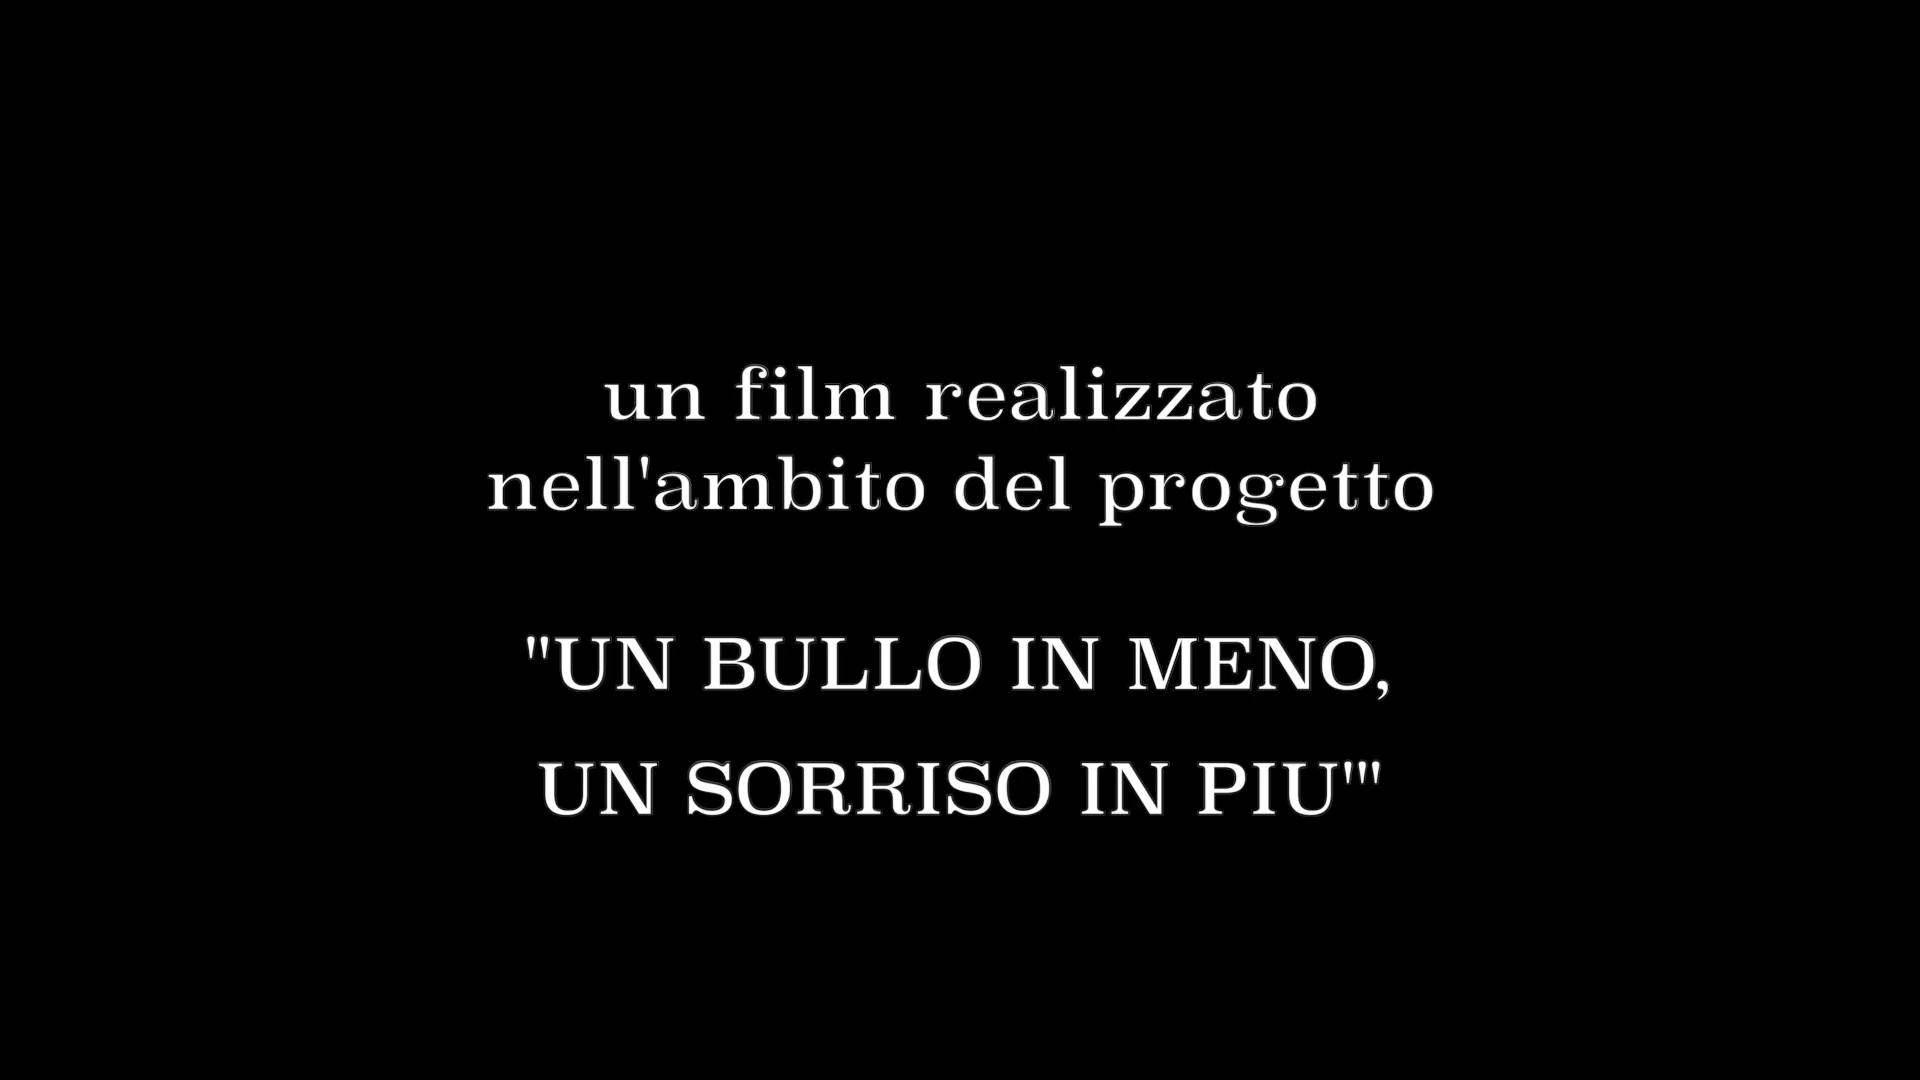 un film realizzato
nell'ambito del progetto
"UN BULLO IN MENO,
UN SORRISO IN PIU'"